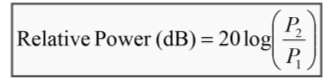 Relative Power (dB) = 20 log(P₂/P₁)